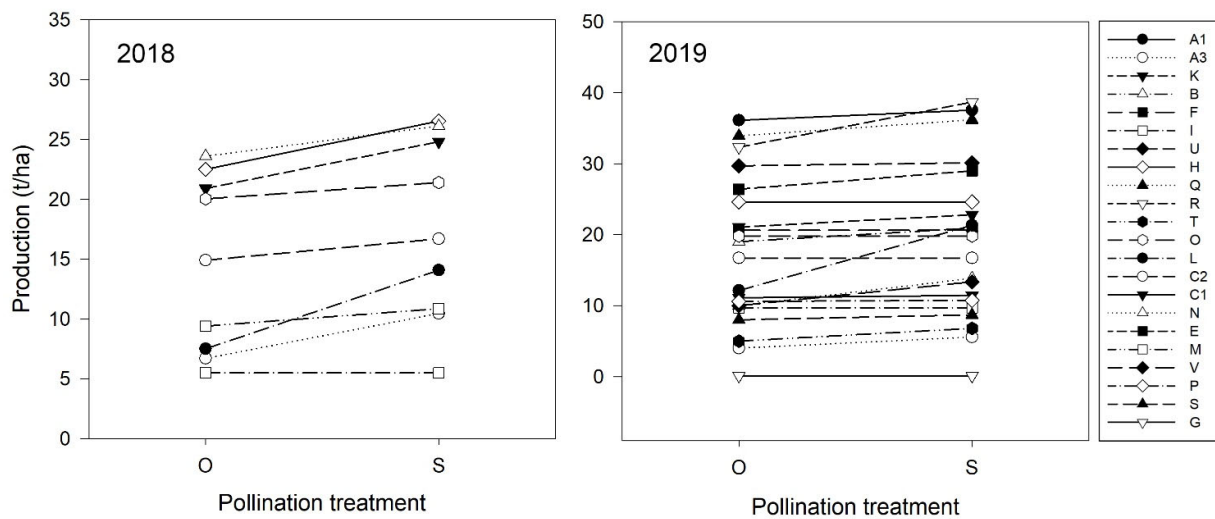 2018
Production (t/ha)
35
30
25
20
15
10
5
0
O
S
Pollination treatment
2019
50
40
30
20
10
0
O
S
Pollination treatment
A1
A3
K
B
F
I
U
H
Q
R
T
O
L
C2
C1
N
E
M
V
P
S
G